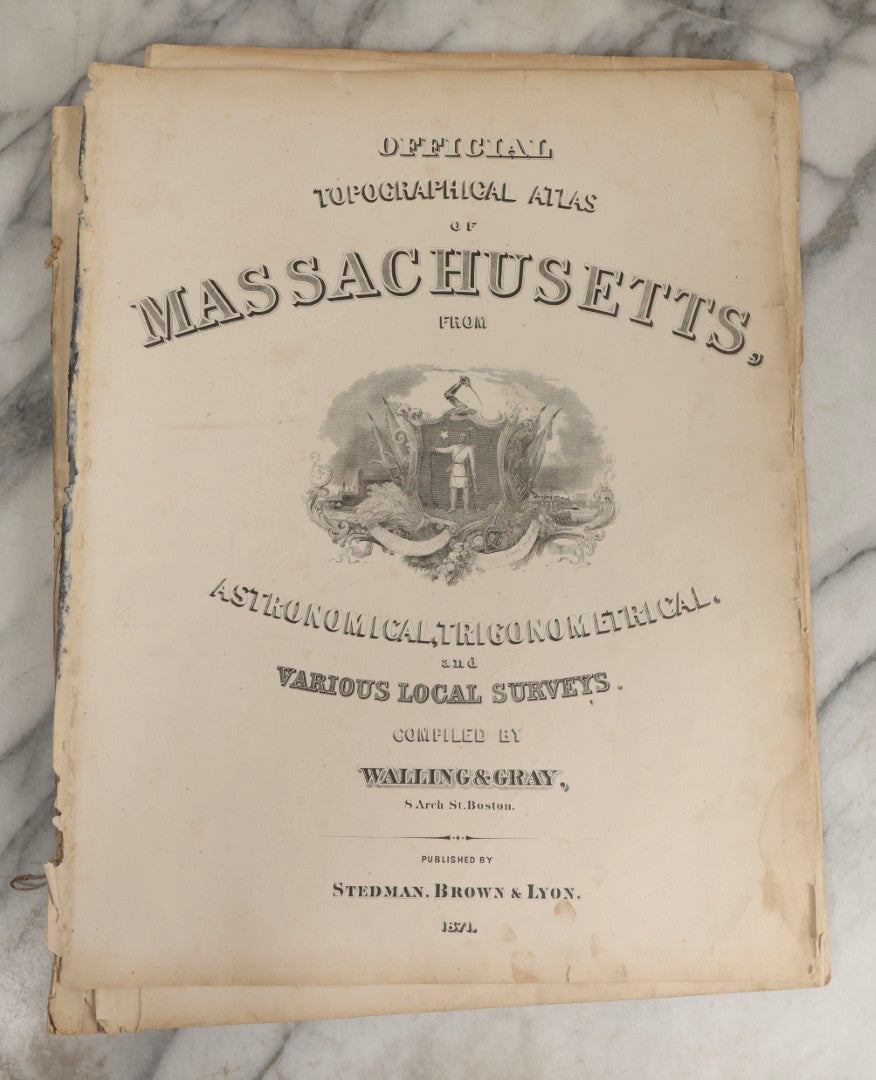 OFFICIAL
TOPOGRAPHICAL ATLAS
OF
MASSACHUSETTS,
FROM
ASTRONOMICAL, TRIGONOMETRICAL,
and
VARIOUS LOCAL SURVEYS.
COMPILED BY
WALLING & GRAY,
8 Arch St. Boston.
PUBLISHED BY
STEDMAN, BROWN & LYON.
1871.